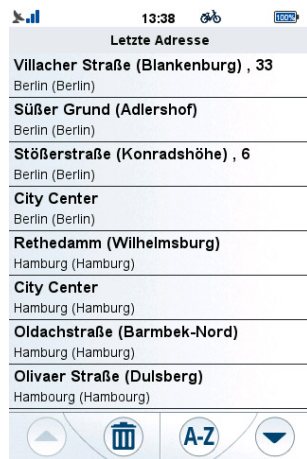 13:38 100%
Letzte Adresse
Villacher Straße (Blankenburg) , 33
Berlin (Berlin)
Süßer Grund (Adlershof)
Berlin (Berlin)
Stößerstraße (Konradshöhe) , 6
Berlin (Berlin)
City Center
Berlin (Berlin)
Rethedamm (Wilhelmsburg)
Hamburg (Hamburg)
City Center
Hamburg (Hamburg)
Oldachstraße (Barmbek-Nord)
Hamburg (Hamburg)
Olivaer Straße (Dulsberg)
Hambourg (Hambourg)
A-Z